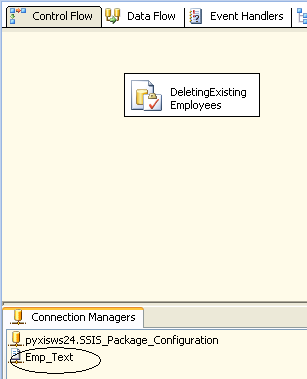 Control Flow Data Flow Event Handlers
DeletingExisting
Employees
Connection Managers
pyxisws24.SSIS_Package_Configuration
Emp_Text